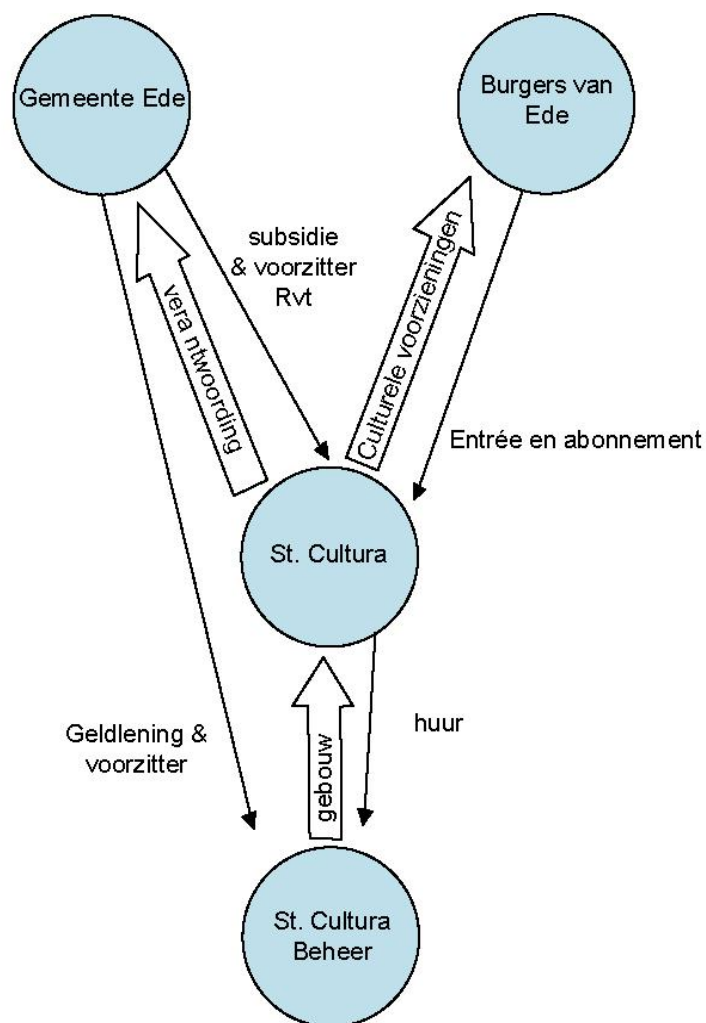 Gemeente Ede
Burgers van
Ede
subsidie
& voorzitter
Rvt
vera ntwoording
Culturele voorzieningen
Entrée en abonnement
St. Cultura
Geldlening &
voorzitter
huur
gebouw
St. Cultura
Beheer